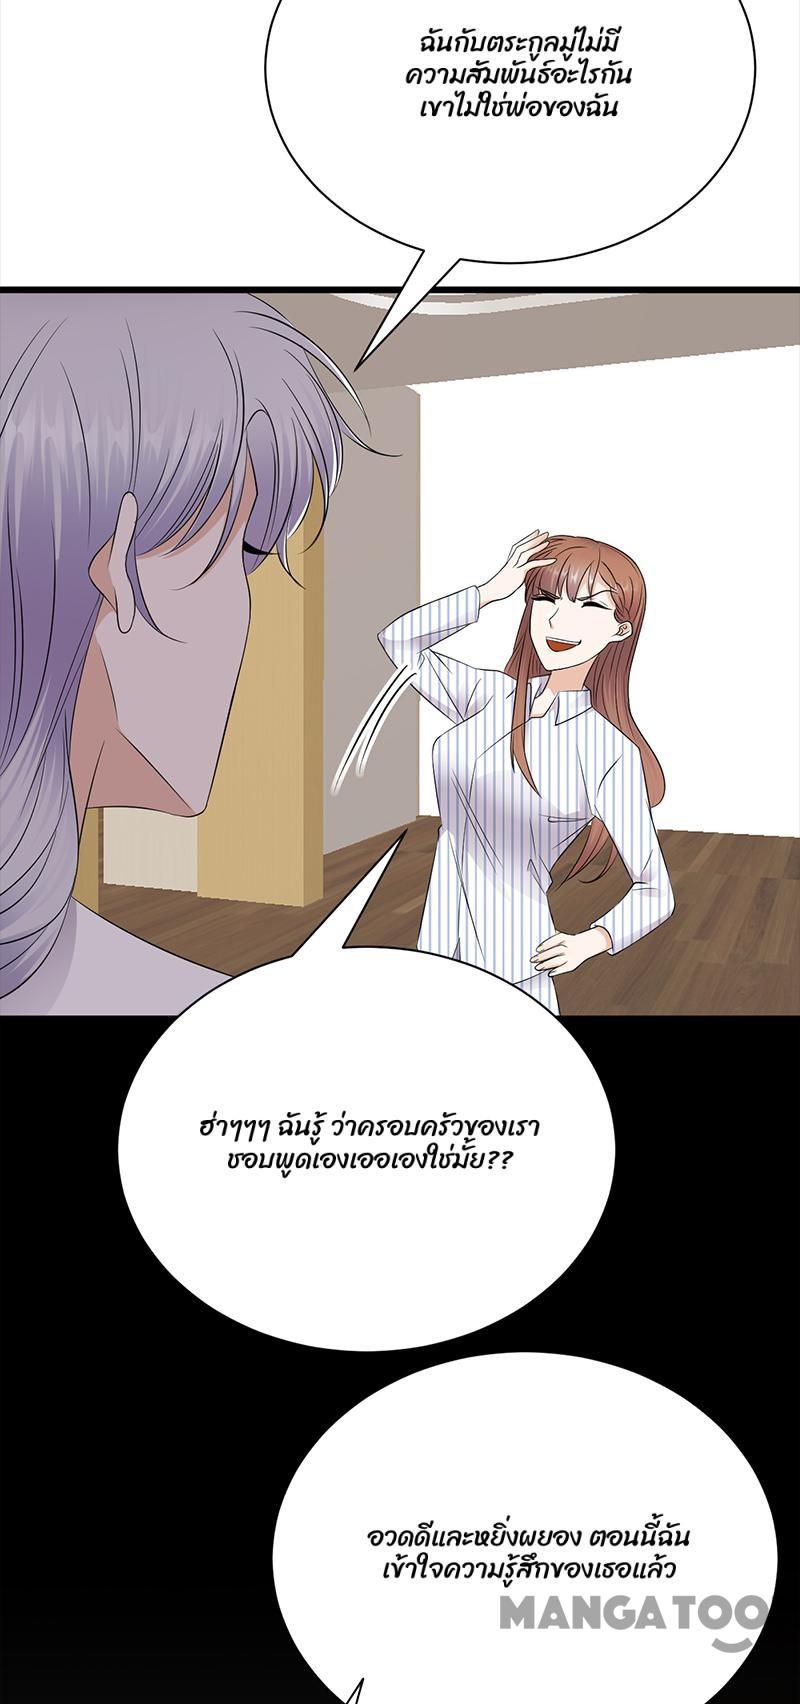 ฉันกับตระกูลมู่ไม่มี
ความสัมพันธ์อะไรกัน
เขาไม่ใช่พ่อของฉัน
ฮ่าๆๆๆ ฉันรู้ ว่าครอบครัวของเรา
ชอบพูดเองเออเองใช่มั้ย??
อวดดีและหยิ่งผยอง ตอนนี้ฉัน
เข้าใจความรู้สึกของเธอแล้ว
MANGATOO